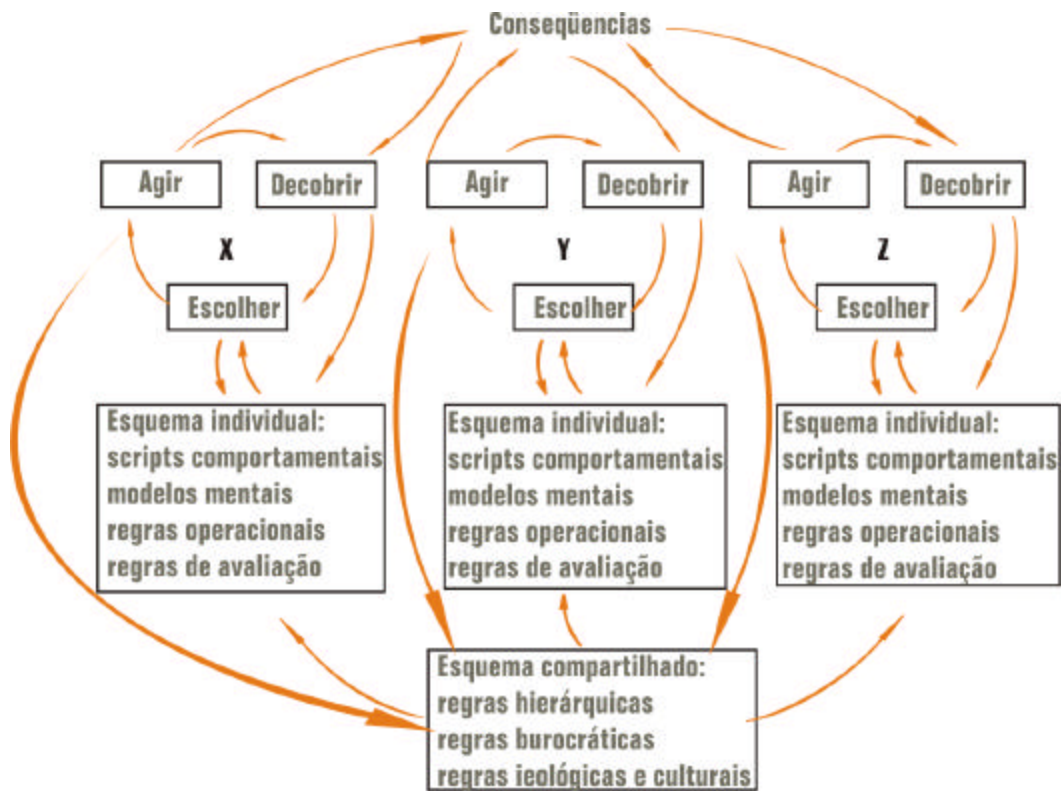 Conseqüências
Agir
Decobrir
Agir
Decobrir
Agir
Decobrir
X
Y
Z
Escolher
Escolher
Escolher
Esquema individual:
scripts comportamentais
modelos mentais
regras operacionais
regras de avaliação
Esquema individual:
scripts comportamentais
modelos mentais
regras operacionais
regras de avaliação
Esquema individual:
scripts comportamentais
modelos mentais
regras operacionais
regras de avaliação
Esquema compartilhado:
regras hierárquicas
regras burocráticas
regras ieológicas e culturais